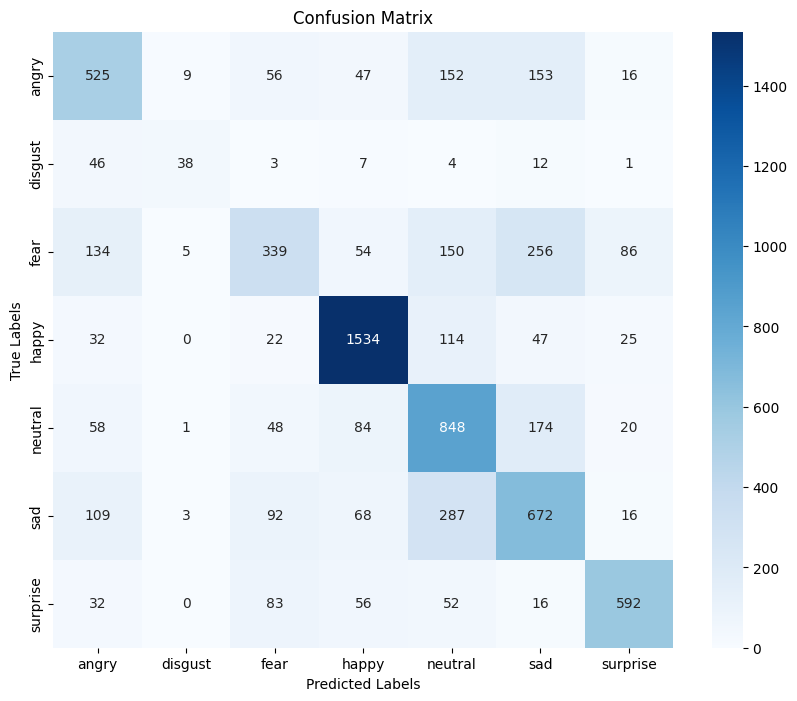 Confusion Matrix
angry 525 9 56 47 152 153 16
disgust 46 38 3 7 4 12 1
fear 134 5 339 54 150 256 86
happy 32 0 22 1534 114 47 25
neutral 58 1 48 84 848 174 20
sad 109 3 92 68 287 672 16
surprise 32 0 83 56 52 16 592
angry disgust fear happy neutral sad surprise
Predicted Labels
True Labels
1400
1200
1000
800
600
400
200
0